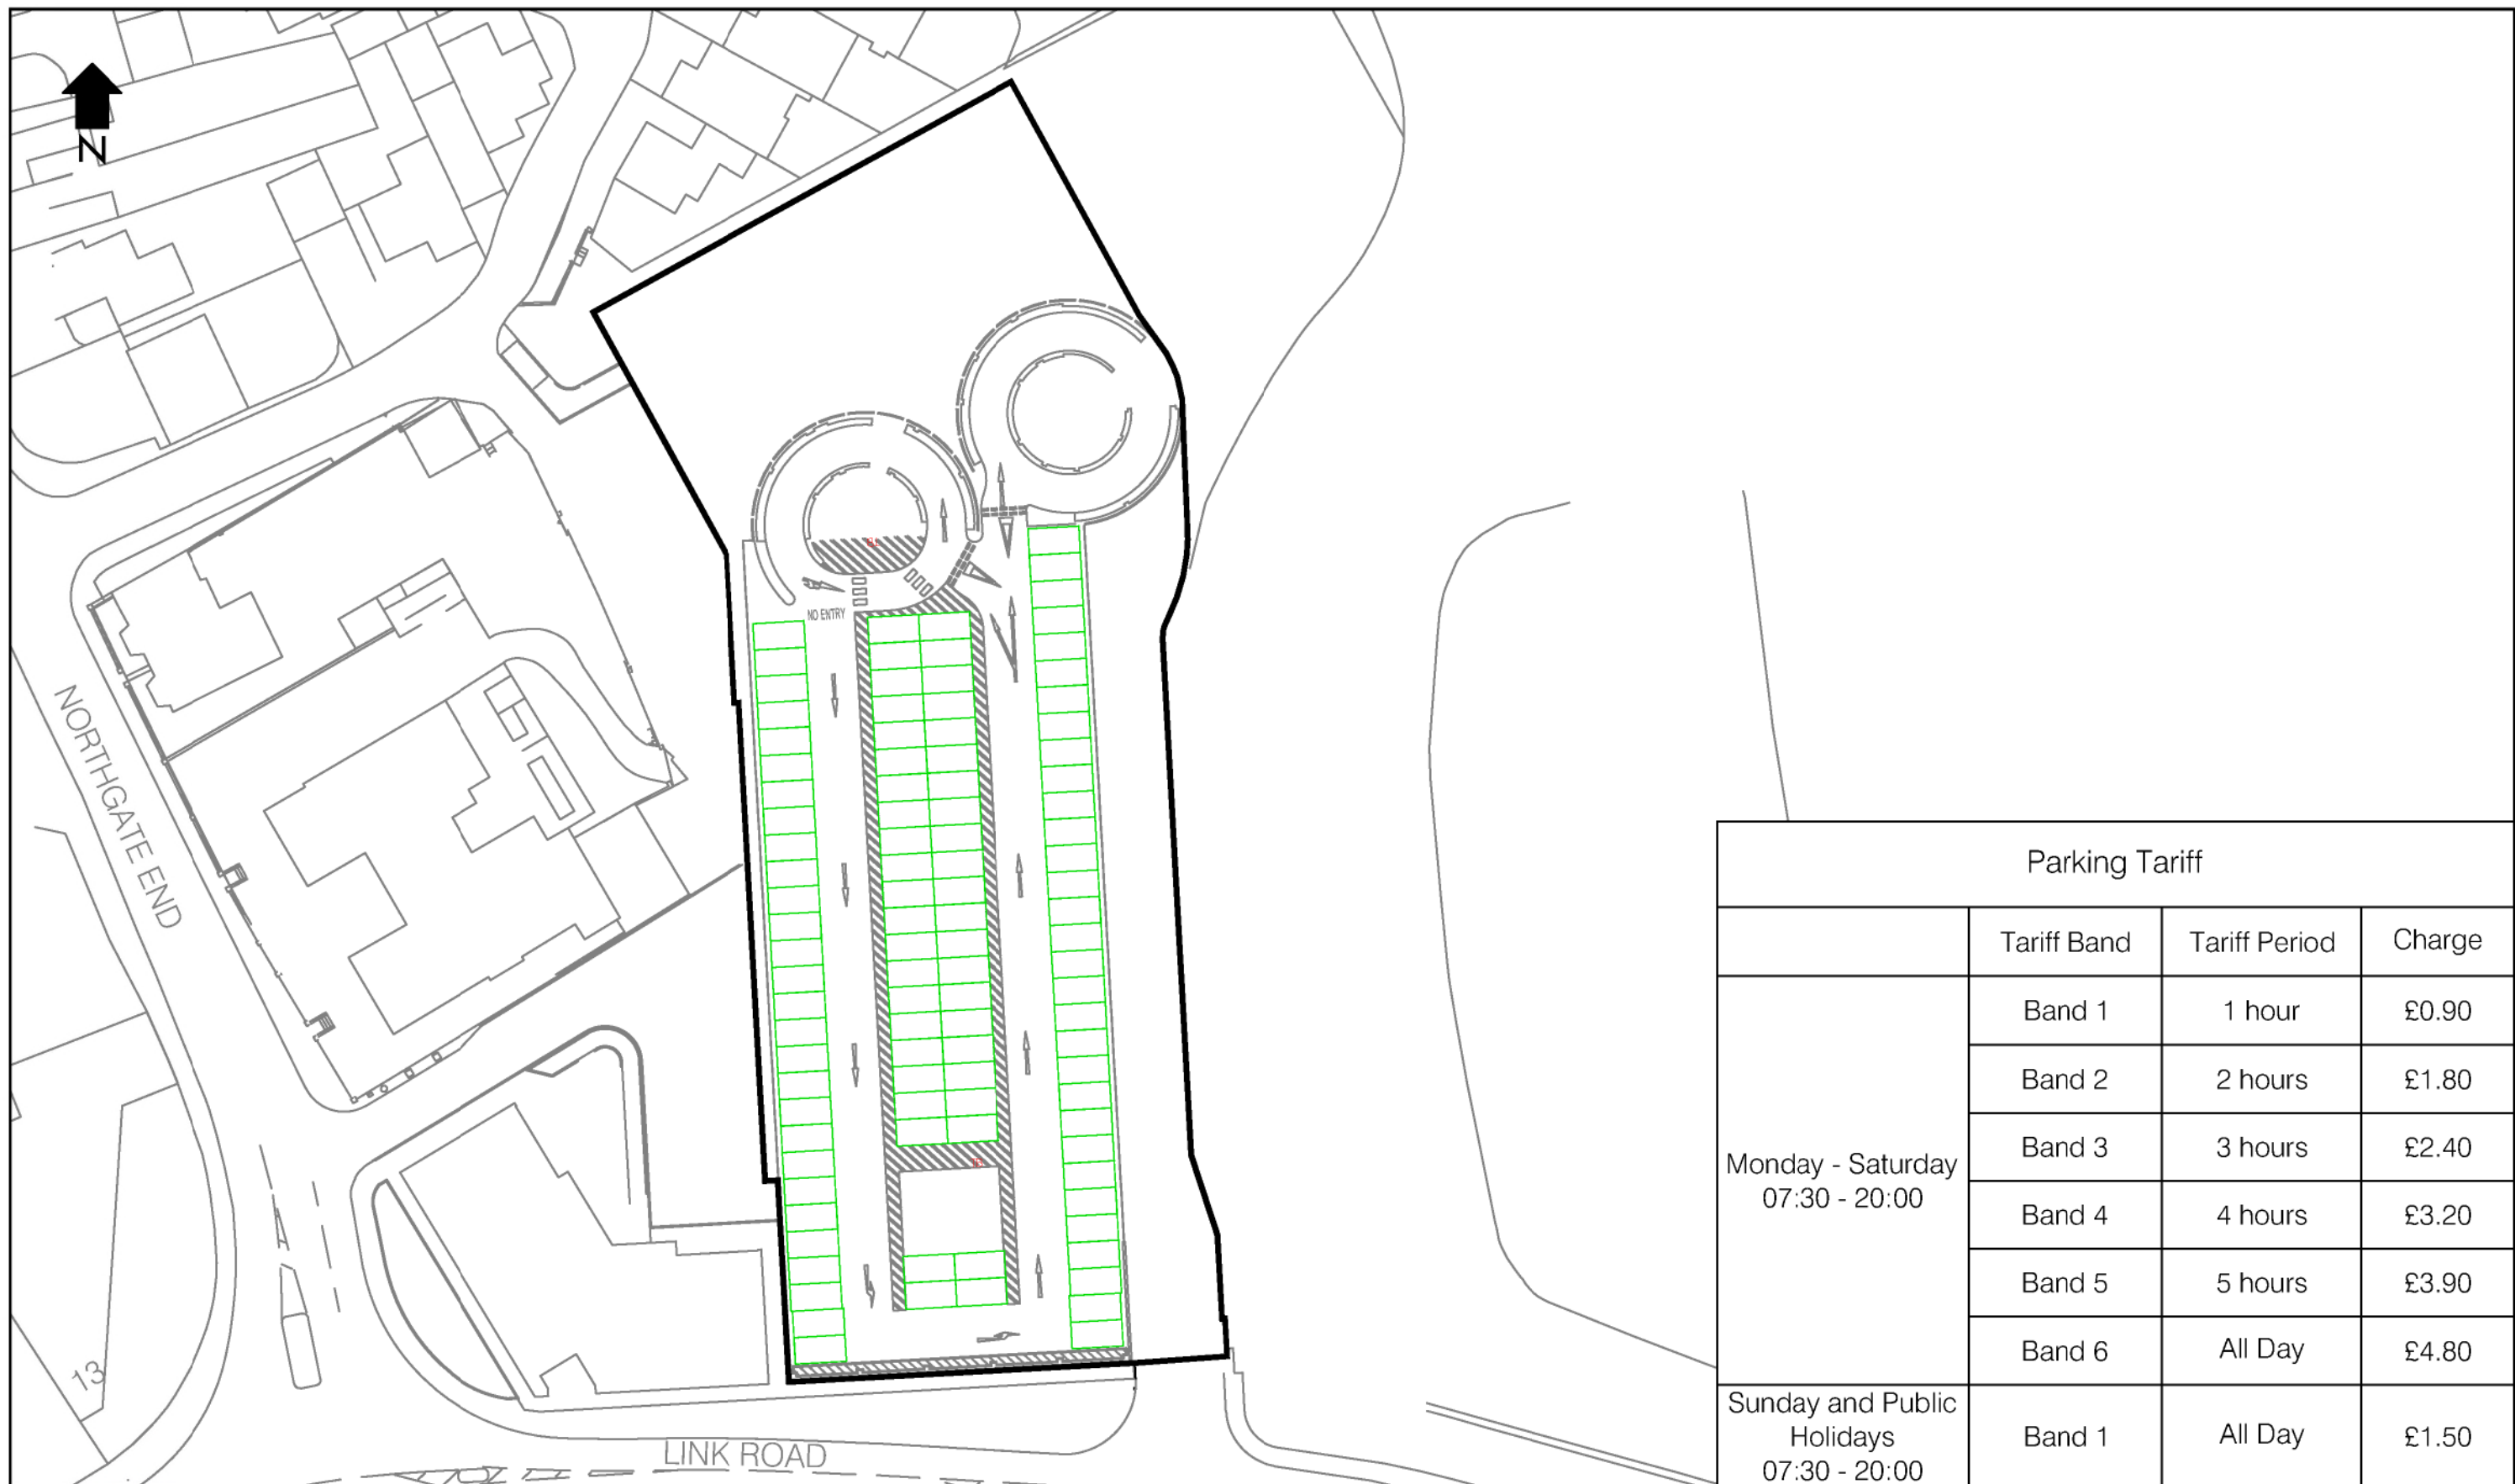 N
NO ENTRY
NORTHGATE END
13
LINK ROAD
Parking Tariff
Tariff Band Tariff Period Charge
Monday - Saturday
07:30 - 20:00
Band 1 1 hour £0.90
Band 2 2 hours £1.80
Band 3 3 hours £2.40
Band 4 4 hours £3.20
Band 5 5 hours £3.90
Band 6 All Day £4.80
Sunday and Public
Holidays
07:30 - 20:00
Band 1 All Day £1.50